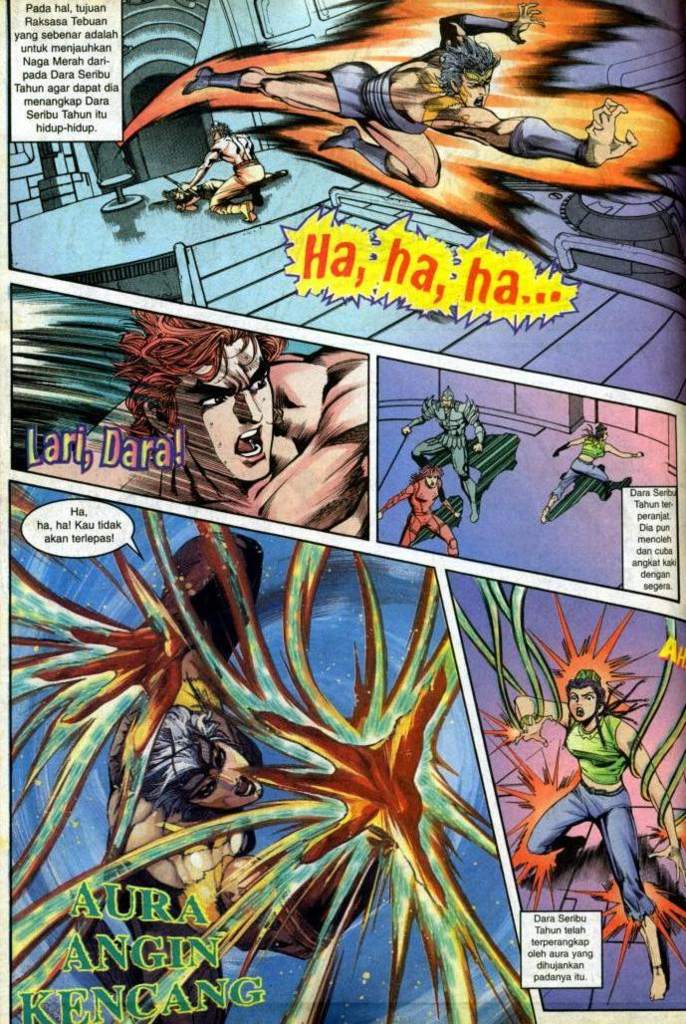 Pada hal, tujuan
Raksasa Tebuan
yang sebenar adalah
untuk menjauhkan
Naga Merah dari-
pada Dara Seribu
Tahun agar dapat dia
menangkap Dara
Seribu Tahun itu
hidup-hidup.
Ha, ha, ha...
Lari, Dara!
Dara Seribu
Tahun ter-
peranjat.
Dia pun
menoleh
dan cuba
angkat kaki
dengan
segera.
Ha,
ha, ha! Kau tidak
akan terlepas!
AURA
ANGIN
KENCANG
Dara Seribu
Tahun telah
terperangkap
oleh aura yang
dihujankan
padanya itu.